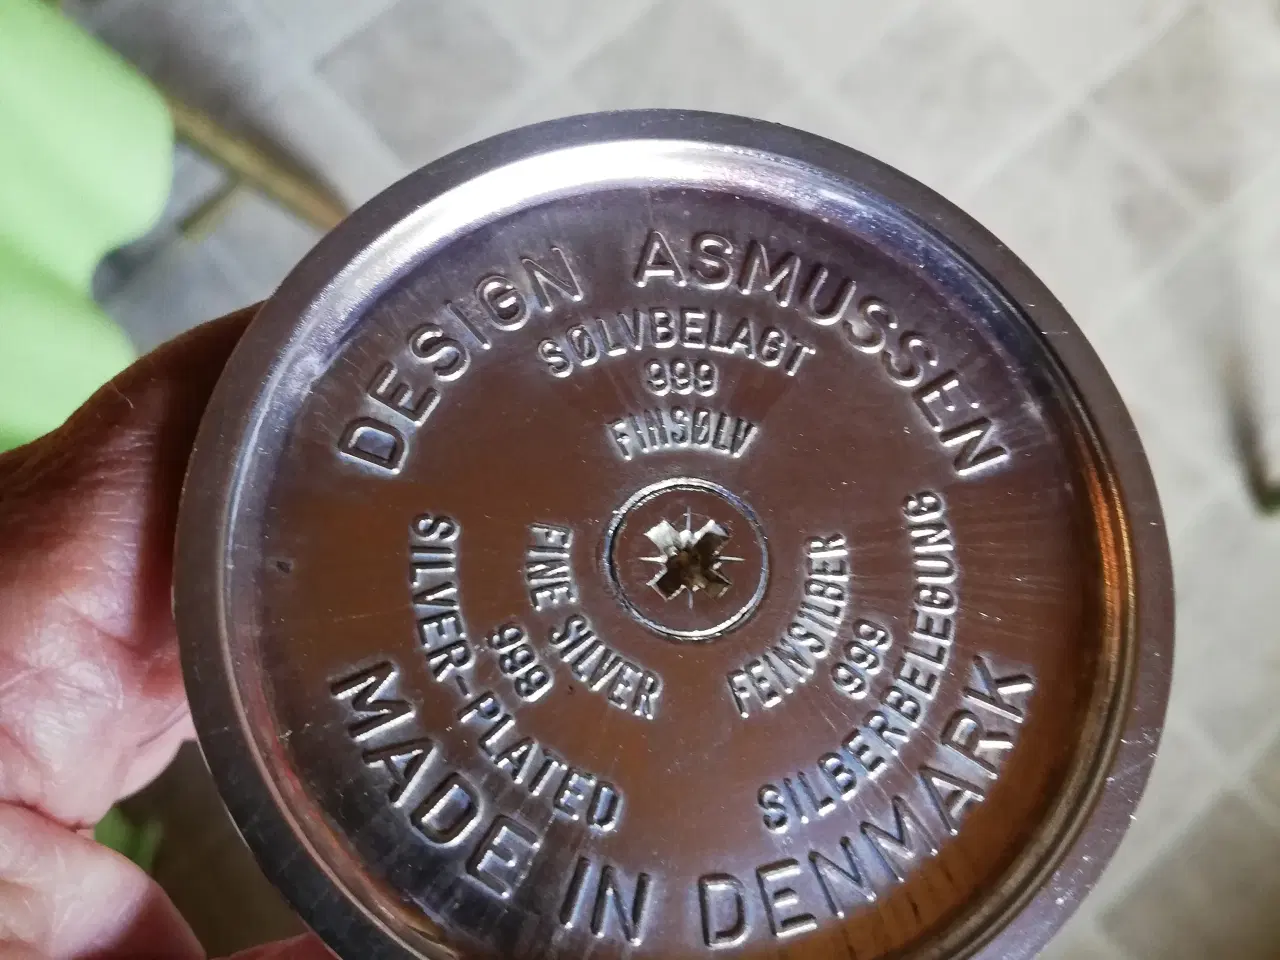 DESIGN ASMUSSEN
SØLVBELAGT
999
FINSØLV
SILVER-PLATED
999
FINE SILVER
SILBERBELEGUNG
999
FEINSILBER
MADE IN DENMARK